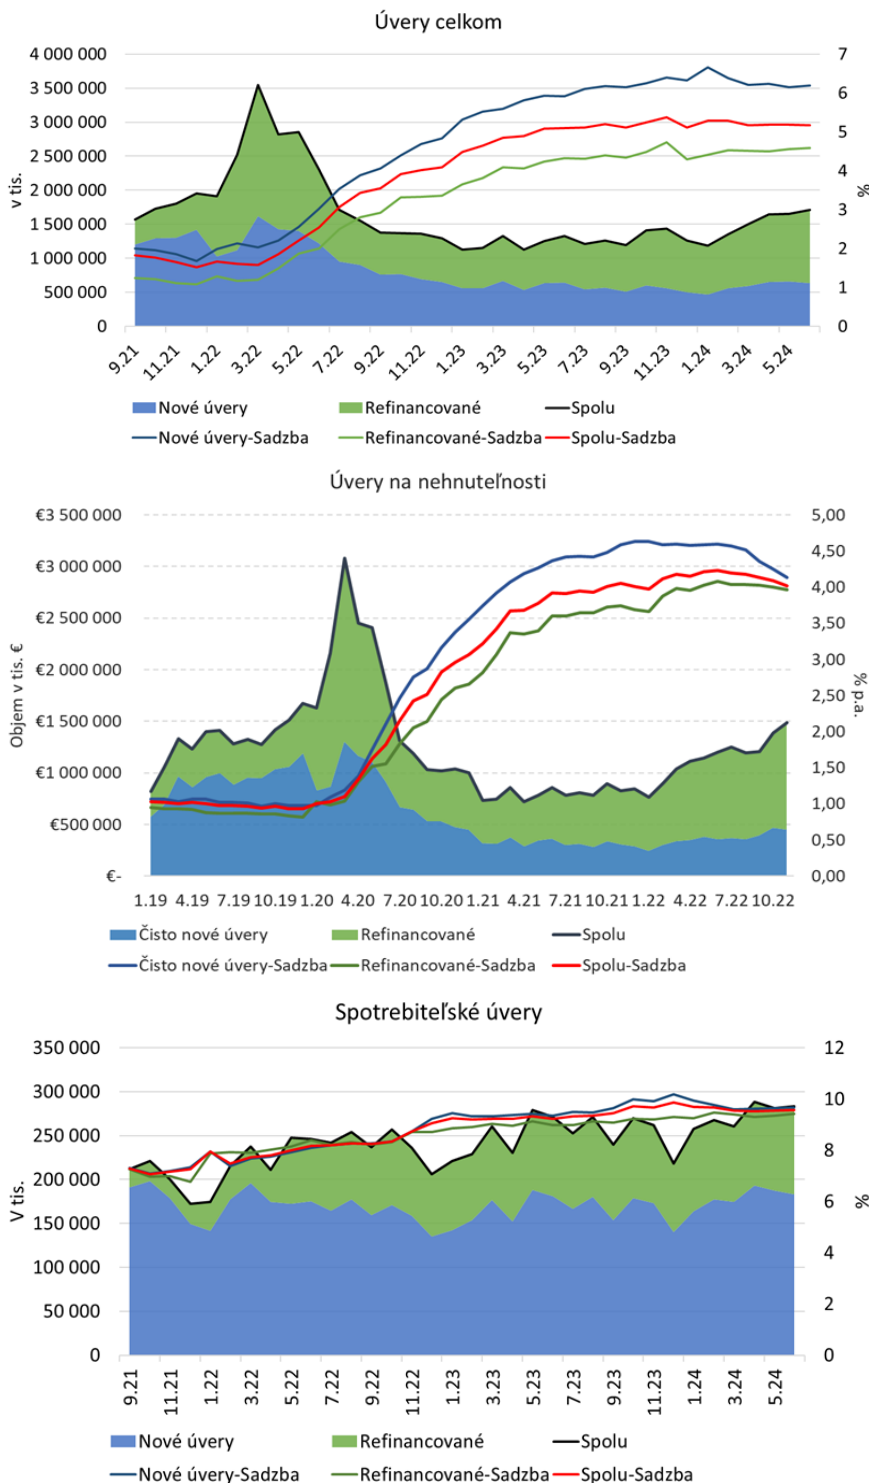 Úvery celkom
4 000 000
3 500 000
3 000 000
2 500 000
2 000 000
1 500 000
1 000 000
500 000
0
v tis.
7
6
5
4
3
2
1
0
%
9.21 11.21 1.22 3.22 5.22 7.22 9.22 11.22 1.23 3.23 5.23 7.23 9.23 11.23 1.24 3.24 5.24
Nové úvery Refinancované Spolu
Nové úvery-Sadzba Refinancované-Sadzba Spolu-Sadzba
Úvery na nehnuteľnosti
€3 500 000
€3 000 000
€2 500 000
€2 000 000
€1 500 000
€1 000 000
€500 000
€-
Objem v tis. €
5,00
4,50
4,00
3,50
3,00
2,50
2,00
1,50
1,00
0,50
0,00
% p.a.
1.19 4.19 7.19 10.19 1.20 4.20 7.20 10.20 1.21 4.21 7.21 10.21 1.22 4.22 7.22 10.22
Čisto nové úvery Refinancované Spolu
Čisto nové úvery-Sadzba Refinancované-Sadzba Spolu-Sadzba
Spotrebiteľské úvery
350 000
300 000
250 000
200 000
150 000
100 000
50 000
0
V tis.
12
10
8
6
4
2
0
%
9.21 11.21 1.22 3.22 5.22 7.22 9.22 11.22 1.23 3.23 5.23 7.23 9.23 11.23 1.24 3.24 5.24
Nové úvery Refinancované Spolu
Nové úvery-Sadzba Refinancované-Sadzba Spolu-Sadzba